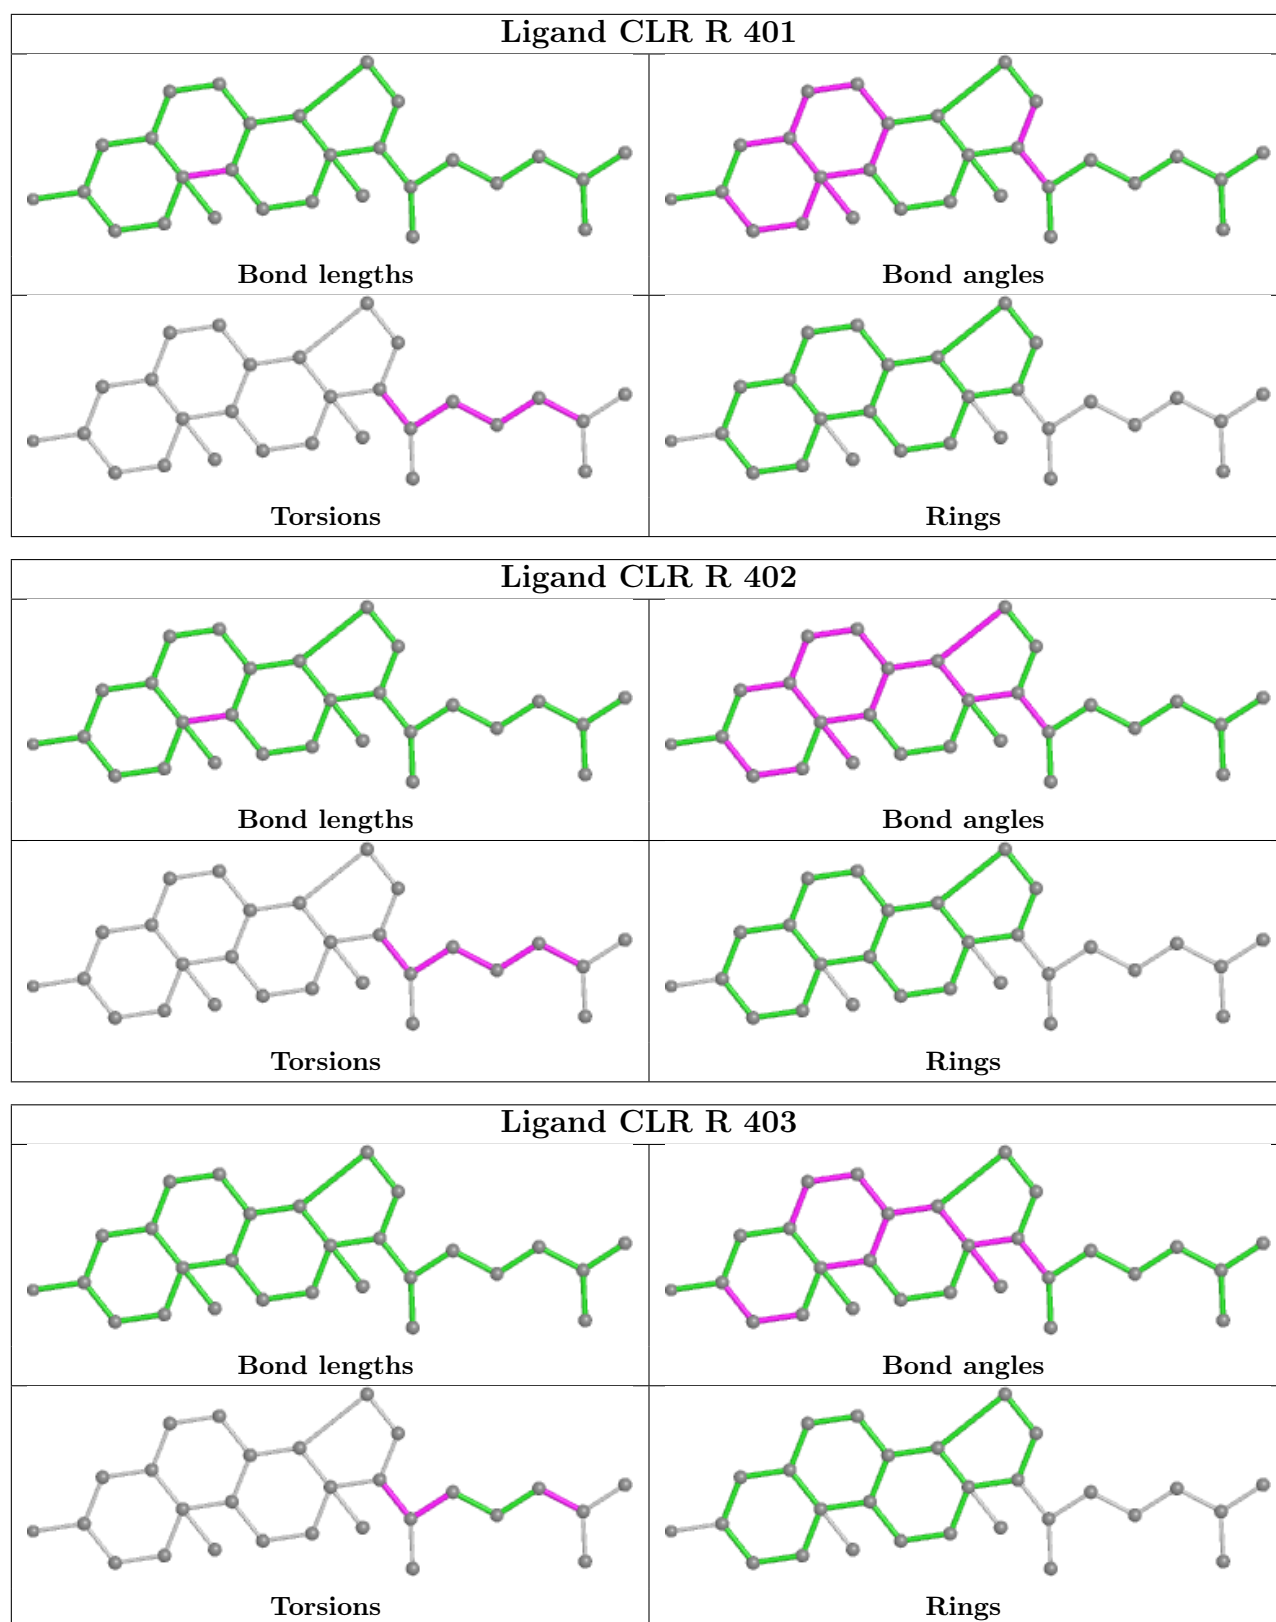 Ligand CLR R 401
Bond lengths
Bond angles
Torsions
Rings
Ligand CLR R 402
Bond lengths
Bond angles
Torsions
Rings
Ligand CLR R 403
Bond lengths
Bond angles
Torsions
Rings